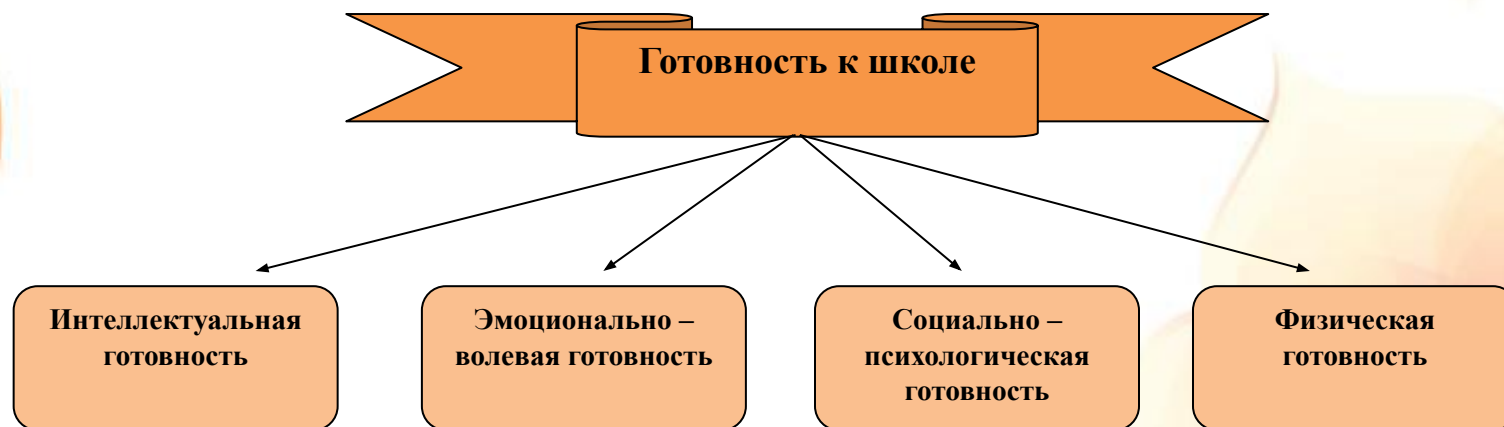 Готовность к школе
Интеллектуальная
готовность
Эмоционально –
волевая готовность
Социально –
психологическая
готовность
Физическая
готовность